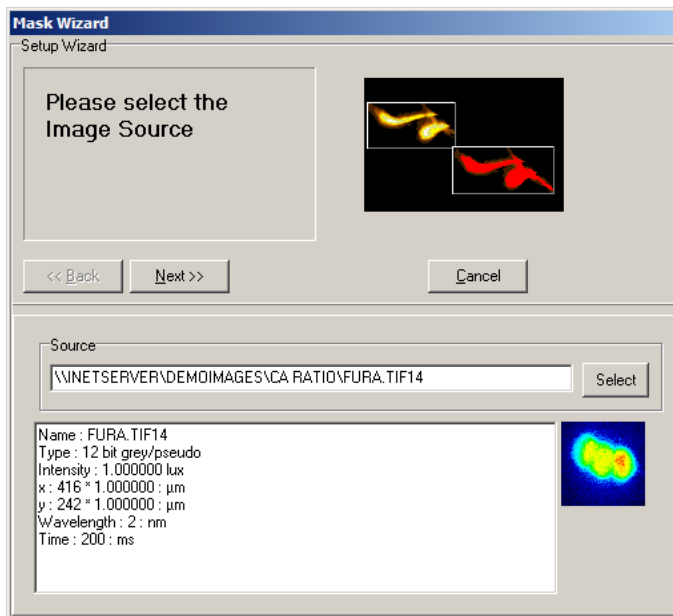 Mask Wizard
Setup Wizard
Please select the
Image Source
<< Back
Next >>
Cancel
Source
\\INETSERVER\DEMOIMAGES\CA RATIO\FURA.TIF14
Select
Name : FURA.TIF14
Type : 12 bit grey/pseudo
Intensity : 1.000000 lux
x : 416 * 1.000000 : µm
y : 242 * 1.000000 : µm
Wavelength : 2 : nm
Time : 200 : ms